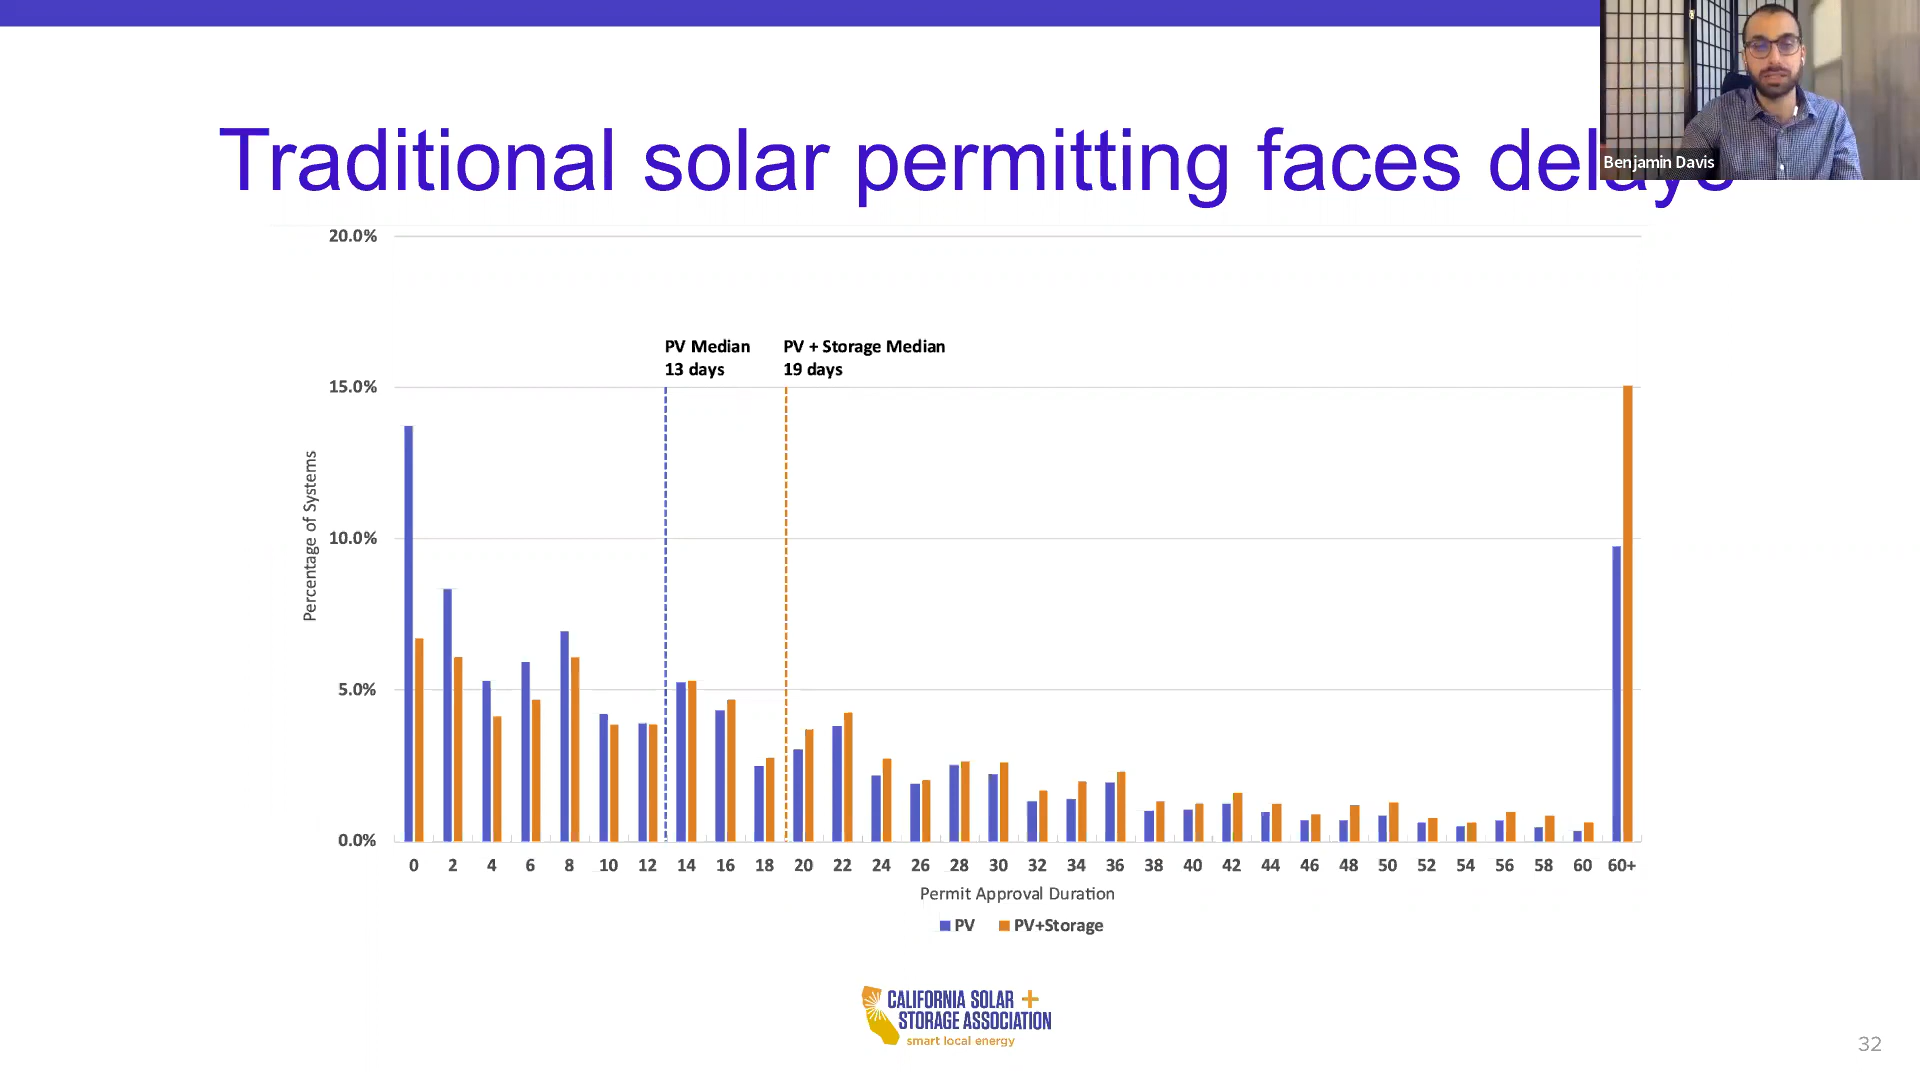 Traditional solar permitting faces delays
Benjamin Davis
20.0%
PV Median
13 days
PV + Storage Median
19 days
15.0%
10.0%
5.0%
0.0%
Percentage of Systems
0 2 4 6 8 10 12 14 16 18 20 22 24 26 28 30 32 34 36 38 40 42 44 46 48 50 52 54 56 58 60 60+
Permit Approval Duration
PV PV+Storage
CALIFORNIA SOLAR +
STORAGE ASSOCIATION
smart local energy
32